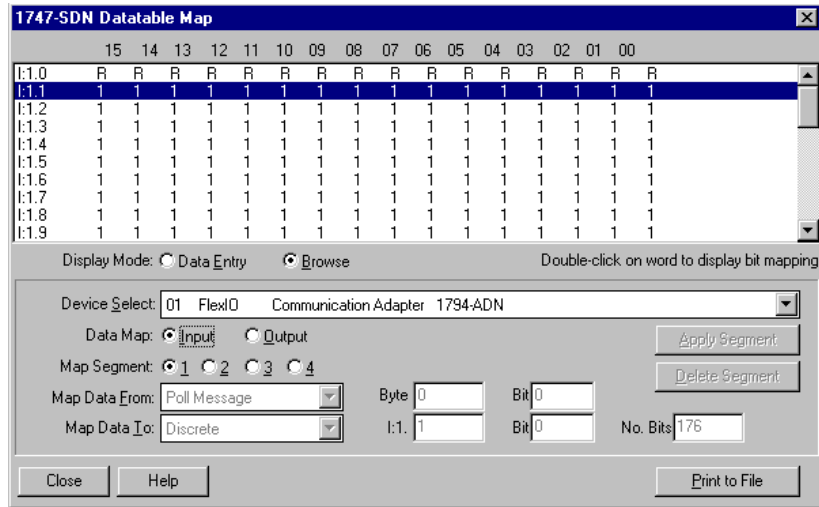 1747-SDN Datatable Map
15 14 13 12 11 10 09 08 07 06 05 04 03 02 01 00
I:1.0 R R R R R R R R R R R R R R R R
I:1.1 1 1 1 1 1 1 1 1 1 1 1 1 1 1 1 1
I:1.2 1 1 1 1 1 1 1 1 1 1 1 1 1 1 1 1
I:1.3 1 1 1 1 1 1 1 1 1 1 1 1 1 1 1 1
I:1.4 1 1 1 1 1 1 1 1 1 1 1 1 1 1 1 1
I:1.5 1 1 1 1 1 1 1 1 1 1 1 1 1 1 1 1
I:1.6 1 1 1 1 1 1 1 1 1 1 1 1 1 1 1 1
I:1.7 1 1 1 1 1 1 1 1 1 1 1 1 1 1 1 1
I:1.8 1 1 1 1 1 1 1 1 1 1 1 1 1 1 1 1
I:1.9 1 1 1 1 1 1 1 1 1 1 1 1 1 1 1 1
Display Mode: Data Entry Browse Double-click on word to display bit mapping
Device Select: 01 FlexIO Communication Adapter 1794-ADN
Data Map: Input Output Apply Segment
Map Segment: 1 2 3 4 Delete Segment
Map Data From: Poll Message Byte 0 Bit 0
Map Data To: Discrete I:1. 1 Bit 0 No. Bits 176
Close Help Print to File